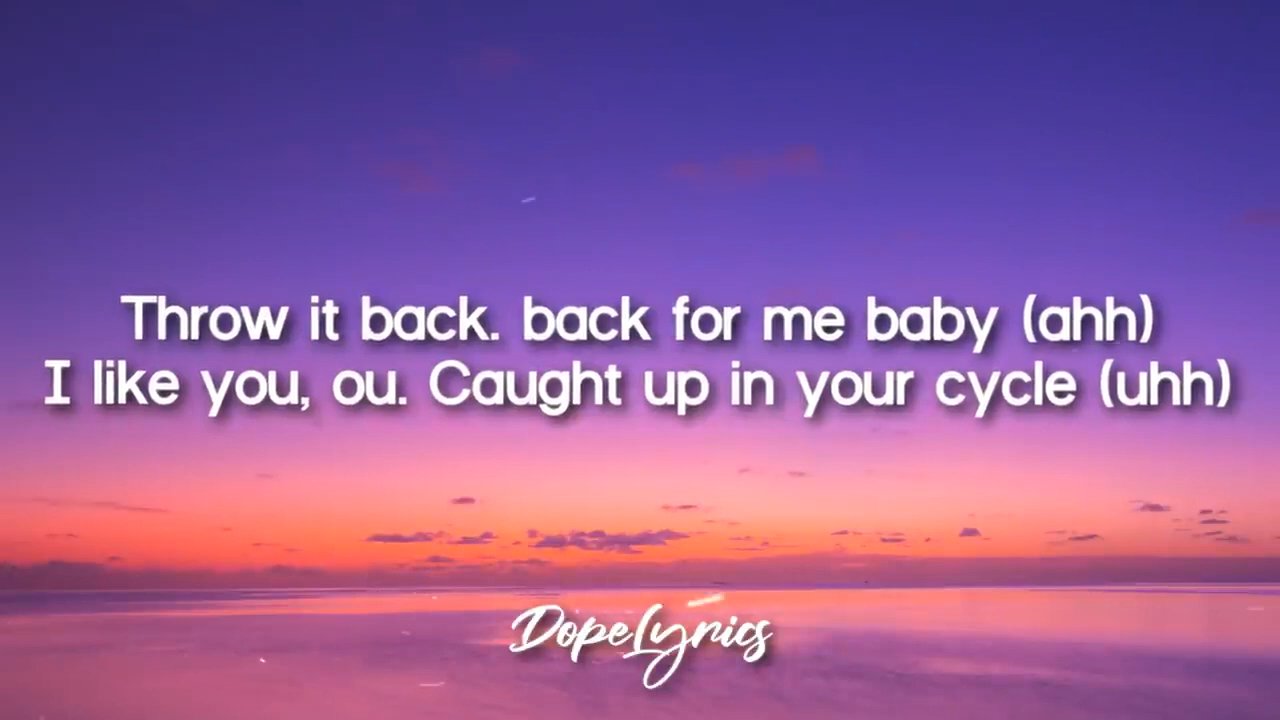 Throw it back. back for me baby (ahh)
I like you, ou. Caught up in your cycle (uhh)
DopeLyrics